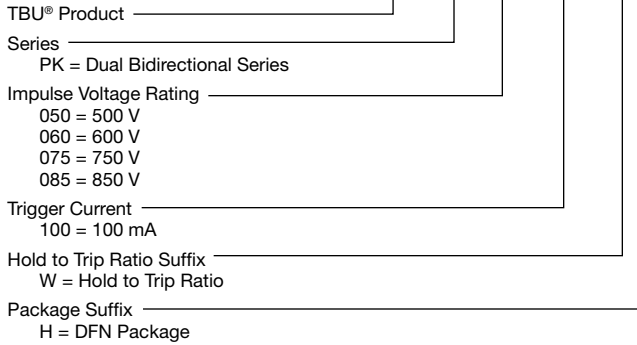 TBU® Product
Series
PK = Dual Bidirectional Series
Impulse Voltage Rating
050 = 500 V
060 = 600 V
075 = 750 V
085 = 850 V
Trigger Current
100 = 100 mA
Hold to Trip Ratio Suffix
W = Hold to Trip Ratio
Package Suffix
H = DFN Package